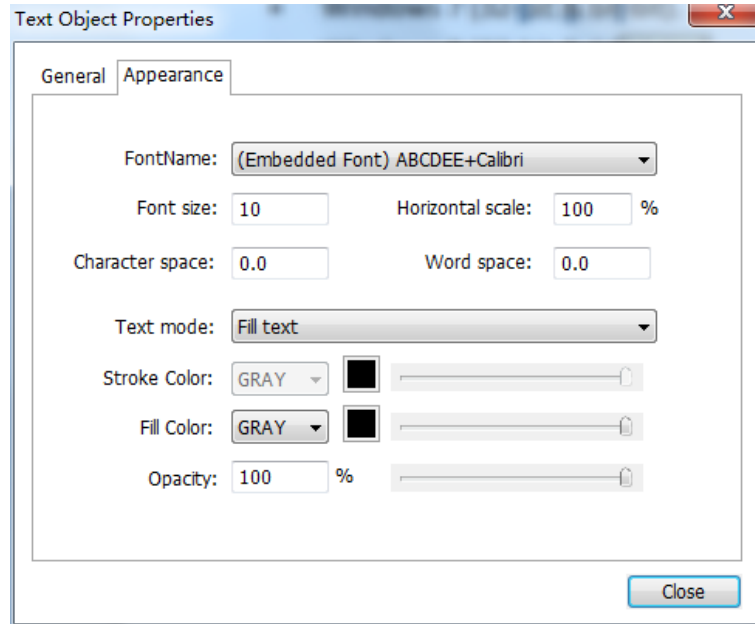 Text Object Properties
General Appearance
FontName: (Embedded Font) ABCDEE+Calibri
Font size: 10 Horizontal scale: 100 %
Character space: 0.0 Word space: 0.0
Text mode: Fill text
Stroke Color: GRAY
Fill Color: GRAY
Opacity: 100 %
Close